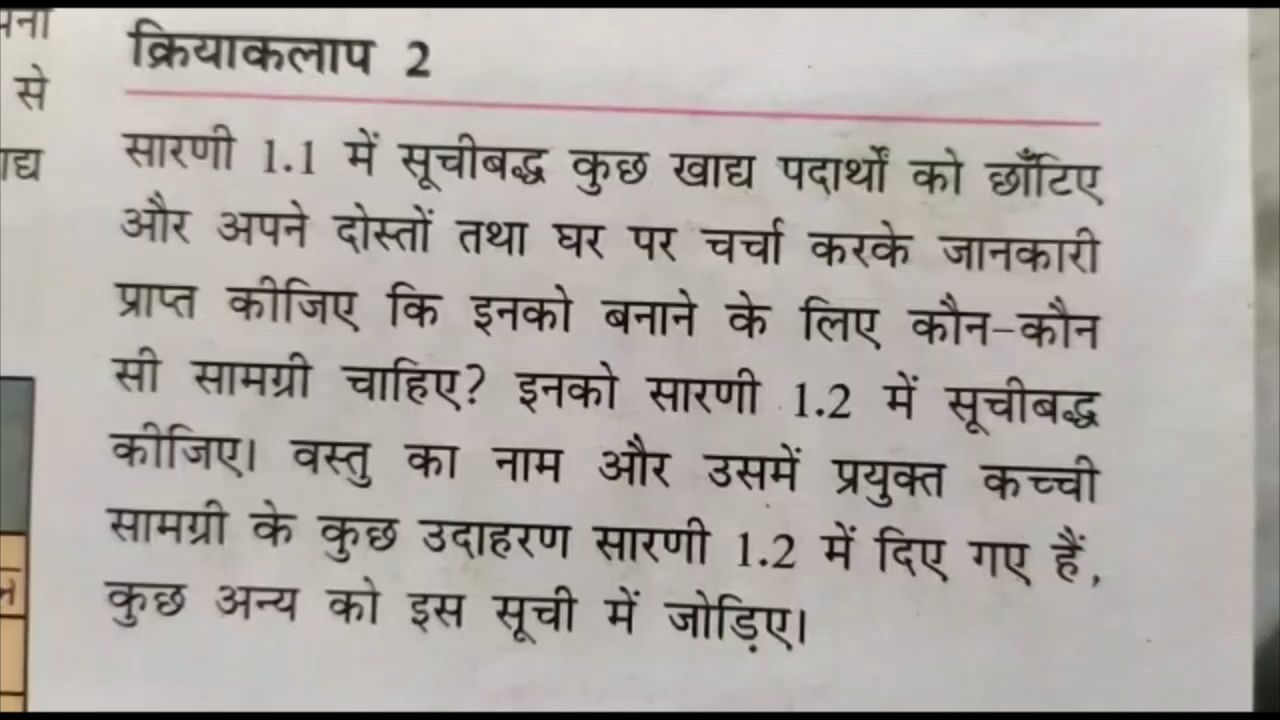 क्रियाकलाप 2
से
सारणी 1.1 में सूचीबद्ध कुछ खाद्य पदार्थों को छाँटिए
और अपने दोस्तों तथा घर पर चर्चा करके जानकारी
प्राप्त कीजिए कि इनको बनाने के लिए कौन-कौन
सी सामग्री चाहिए? इनको सारणी 1.2 में सूचीबद्ध
कीजिए। वस्तु का नाम और उसमें प्रयुक्त कच्ची
सामग्री के कुछ उदाहरण सारणी 1.2 में दिए गए हैं,
कुछ अन्य को इस सूची में जोड़िए।